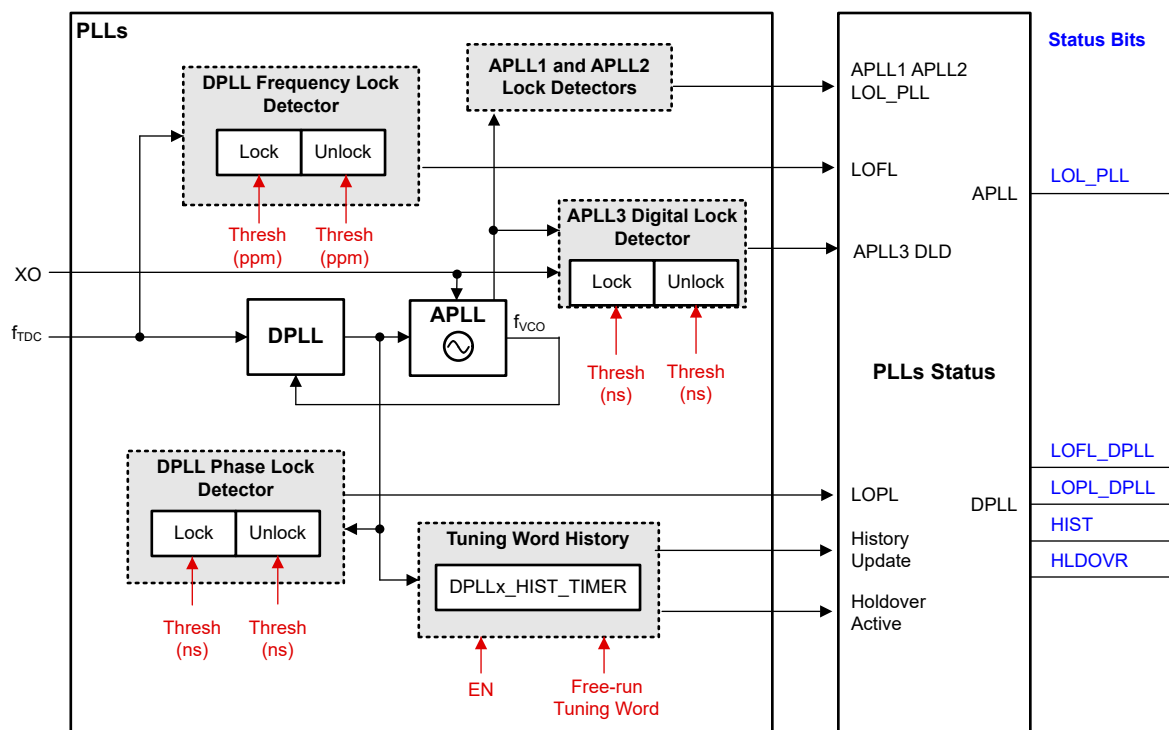 PLLs
DPLL Frequency Lock
Detector
Lock
Unlock
Thresh
(ppm)
Thresh
(ppm)
APLL1 and APLL2
Lock Detectors
APLL3 Digital Lock
Detector
Lock
Unlock
Thresh
(ns)
Thresh
(ns)
XO
fTDC
DPLL
APLL
fVCO
DPLL Phase Lock
Detector
Lock
Unlock
Thresh
(ns)
Thresh
(ns)
Tuning Word History
DPLLx_HIST_TIMER
EN
Free-run
Tuning Word
APLL1 APLL2
LOL_PLL
LOFL
APLL
APLL3 DLD
PLLs Status
LOPL
DPLL
History
Update
Holdover
Active
Status Bits
LOL_PLL
LOFL_DPLL
LOPL_DPLL
HIST
HLDOVR